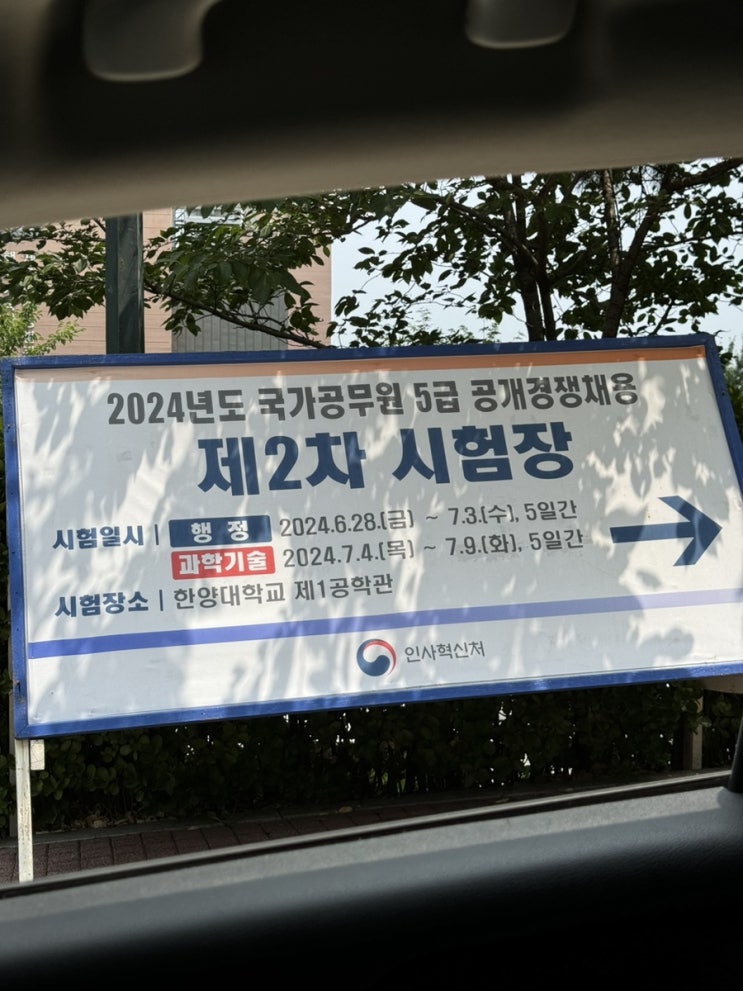 2024년도 국가공무원 5급 공개경쟁채용
제2차 시험장
시험일시 | 행 정 2024.6.28.(금) ~ 7.3.(수), 5일간
과학기술 2024.7.4.(목) ~ 7.9.(화), 5일간
시험장소 | 한양대학교 제1공학관
인사혁신처